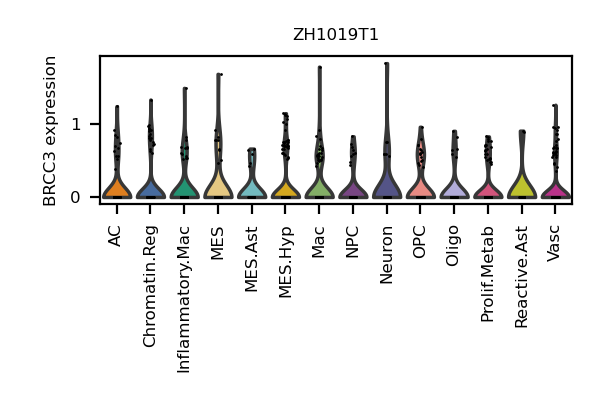 ZH1019T1
BRCC3 expression
1
0
AC
Chromatin.Reg
Inflammatory.Mac
MES
MES.Ast
MES.Hyp
Mac
NPC
Neuron
OPC
Oligo
Prolif.Metab
Reactive.Ast
Vasc